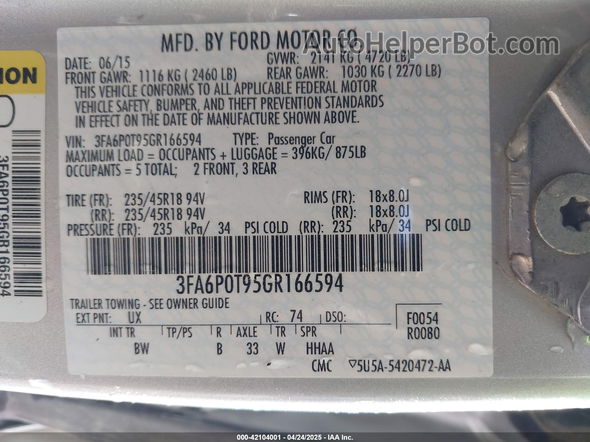 MFD. BY FORD MOTOR CO.
AutoHelperBot.com
DATE: 06/15 GVWR: 2141 KG ( 4720 LB)
FRONT GAWR: 1116 KG ( 2460 LB) REAR GAWR: 1030 KG ( 2270 LB)
THIS VEHICLE CONFORMS TO ALL APPLICABLE FEDERAL MOTOR
VEHICLE SAFETY, BUMPER, AND THEFT PREVENTION STANDARDS
IN EFFECT ON THE DATE OF MANUFACTURE SHOWN ABOVE.
VIN: 3FA6P0T95GR166594 TYPE: Passenger Car
MAXIMUM LOAD = OCCUPANTS + LUGGAGE = 396KG/ 875LB
OCCUPANTS = 5 TOTAL; 2 FRONT, 3 REAR
TIRE (FR): 235/45R18 94V RIMS (FR): 18x8.0J
(RR): 235/45R18 94V (RR): 18x8.0J
PRESSURE (FR): 235 kPa/ 34 PSI COLD (RR): 235 kPa/ 34 PSI COLD
3FA6P0T95GR166594
TRAILER TOWING - SEE OWNER GUIDE
EXT PNT: UX RC: 74 DSO: F0054
INT TR TP/PS R AXLE TR SPR R0080
BW B 33 W HHAA
CMC ▽5U5A-5420472-AA
ION
3FA6P0T95GR166594
000-42104001 - 04/24/2025 - IAA Inc.